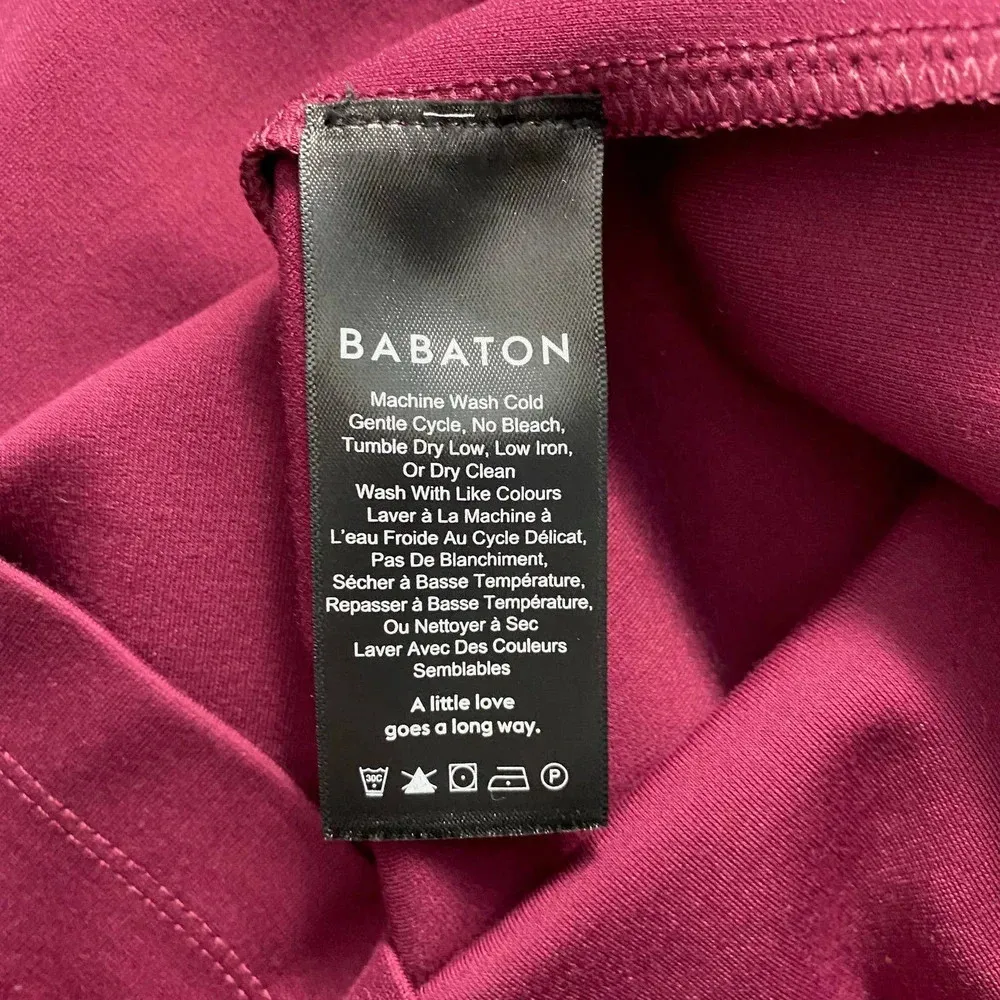 BABATON
Machine Wash Cold
Gentle Cycle, No Bleach,
Tumble Dry Low, Low Iron,
Or Dry Clean
Wash With Like Colours
Laver à La Machine à
L'eau Froide Au Cycle Délicat,
Pas De Blanchiment,
Sécher à Basse Température,
Repasser à Basse Température,
Ou Nettoyer à Sec
Laver Avec Des Couleurs
Semblables
A little love
goes a long way.
30C P